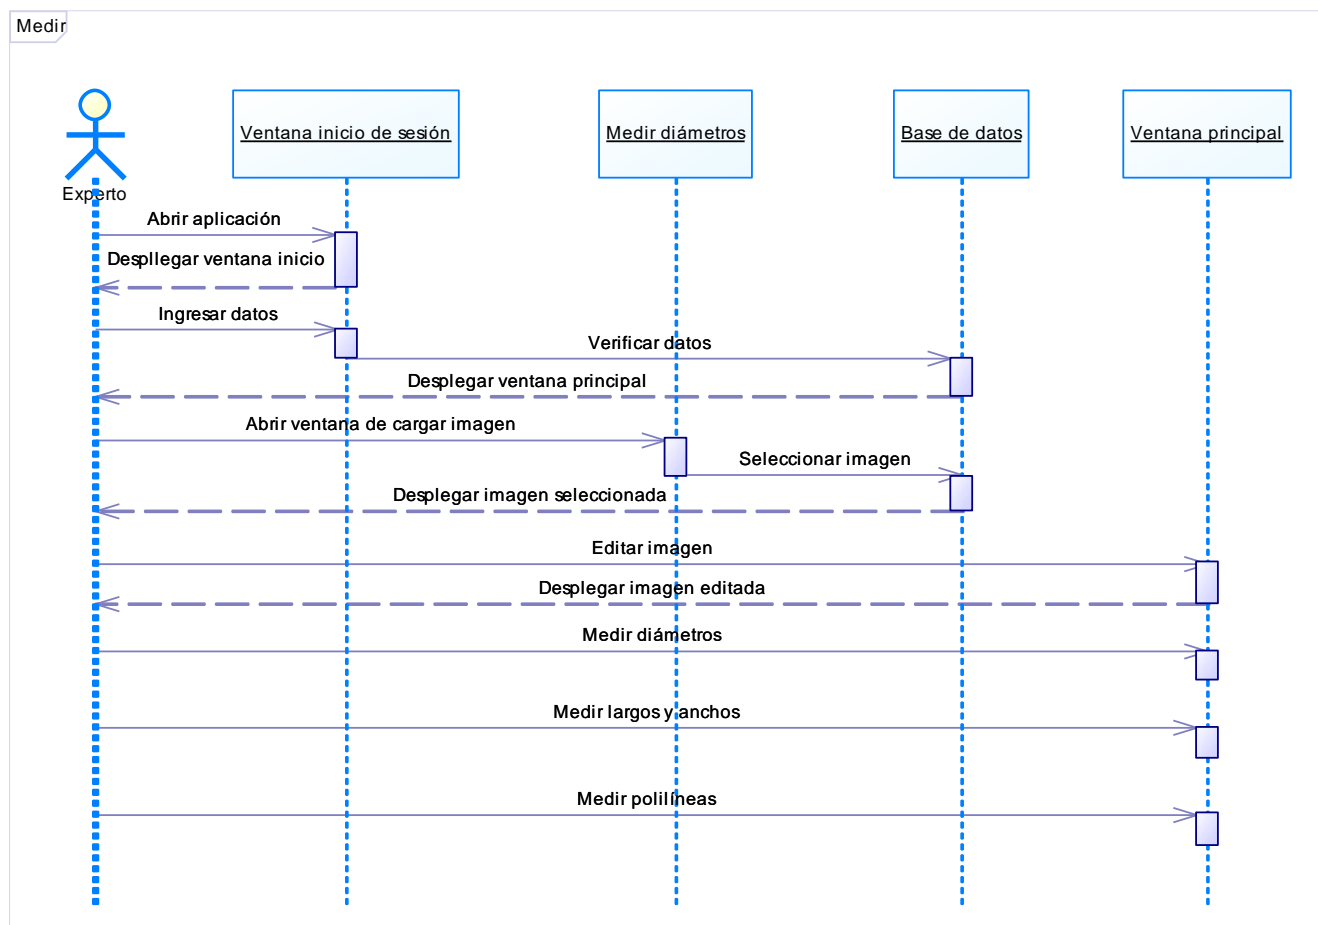 Medir
Ventana inicio de sesión
Medir diámetros
Base de datos
Ventana principal
Experto
Abrir aplicación
Despllegar ventana inicio
Ingresar datos
Verificar datos
Desplegar ventana principal
Abrir ventana de cargar imagen
Seleccionar imagen
Desplegar imagen seleccionada
Editar imagen
Desplegar imagen editada
Medir diámetros
Medir largos y anchos
Medir polilíneas